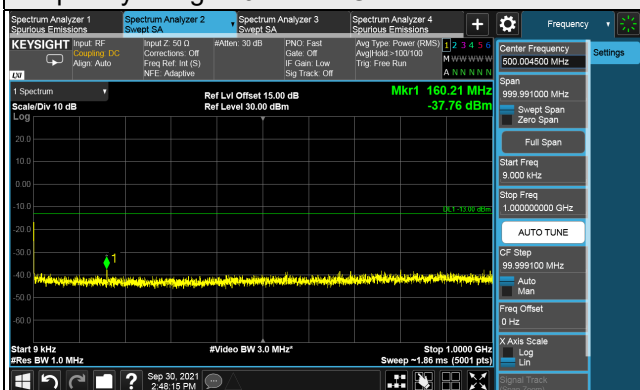 Spectrum Analyzer 1
Spurious Emissions
Spectrum Analyzer 2
Swept SA
Spectrum Analyzer 3
Swept SA
Spectrum Analyzer 4
Spurious Emissions
+
Frequency
KEYSIGHT
Input: RF
Coupling: DC
Align: Auto
Input Z: 50 Ω
Corrections: Off
Freq Ref: Int (S)
NFE: Adaptive
#Atten: 30 dB
PNO: Fast
Gate: Off
IF Gain: Low
Sig Track: Off
Avg Type: Power (RMS)
Avg|Hold:>100/100
Trig: Free Run
1 2 3 4 5 6
M W W W W W
A N N N N N
LXI
1 Spectrum
Scale/Div 10 dB
Log
Ref Lvl Offset 15.00 dB
Ref Level 30.00 dBm
Mkr1 160.21 MHz
-37.76 dBm
20.0
10.0
0.00
-10.0
-20.0
-30.0
-40.0
-50.0
-60.0
DL1 -13.00 dBm
1
Start 9 kHz
#Res BW 1.0 MHz
#Video BW 3.0 MHz*
Stop 1.0000 GHz
Sweep ~1.86 ms (5001 pts)
Center Frequency
500.004500 MHz
Settings
Span
999.991000 MHz
Swept Span
Zero Span
Full Span
Start Freq
9.000 kHz
Stop Freq
1.000000000 GHz
AUTO TUNE
CF Step
99.999100 MHz
Auto
Man
Freq Offset
0 Hz
X Axis Scale
Log
Lin
Signal Track
?
Sep 30, 2021
2:48:15 PM